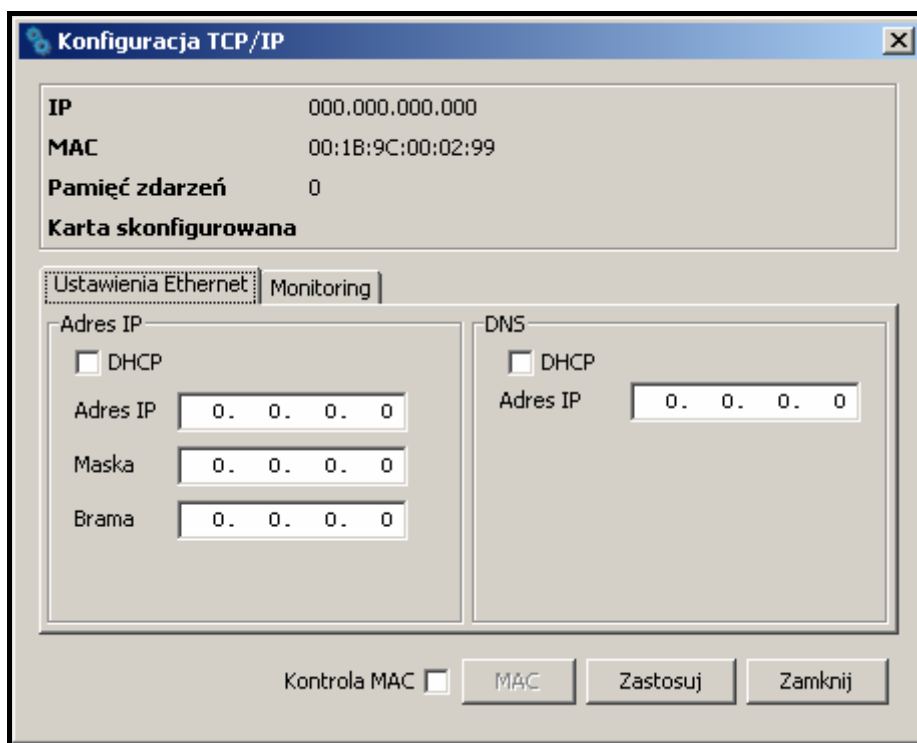 Konfiguracja TCP/IP
IP 000.000.000.000
MAC 00:1B:9C:00:02:99
Pamięć zdarzeń 0
Karta skonfigurowana
Ustawienia Ethernet Monitoring
Adres IP
DHCP
Adres IP 0. 0. 0. 0
Maska 0. 0. 0. 0
Brama 0. 0. 0. 0
DNS
DHCP
Adres IP 0. 0. 0. 0
Kontrola MAC MAC Zastosuj Zamknij